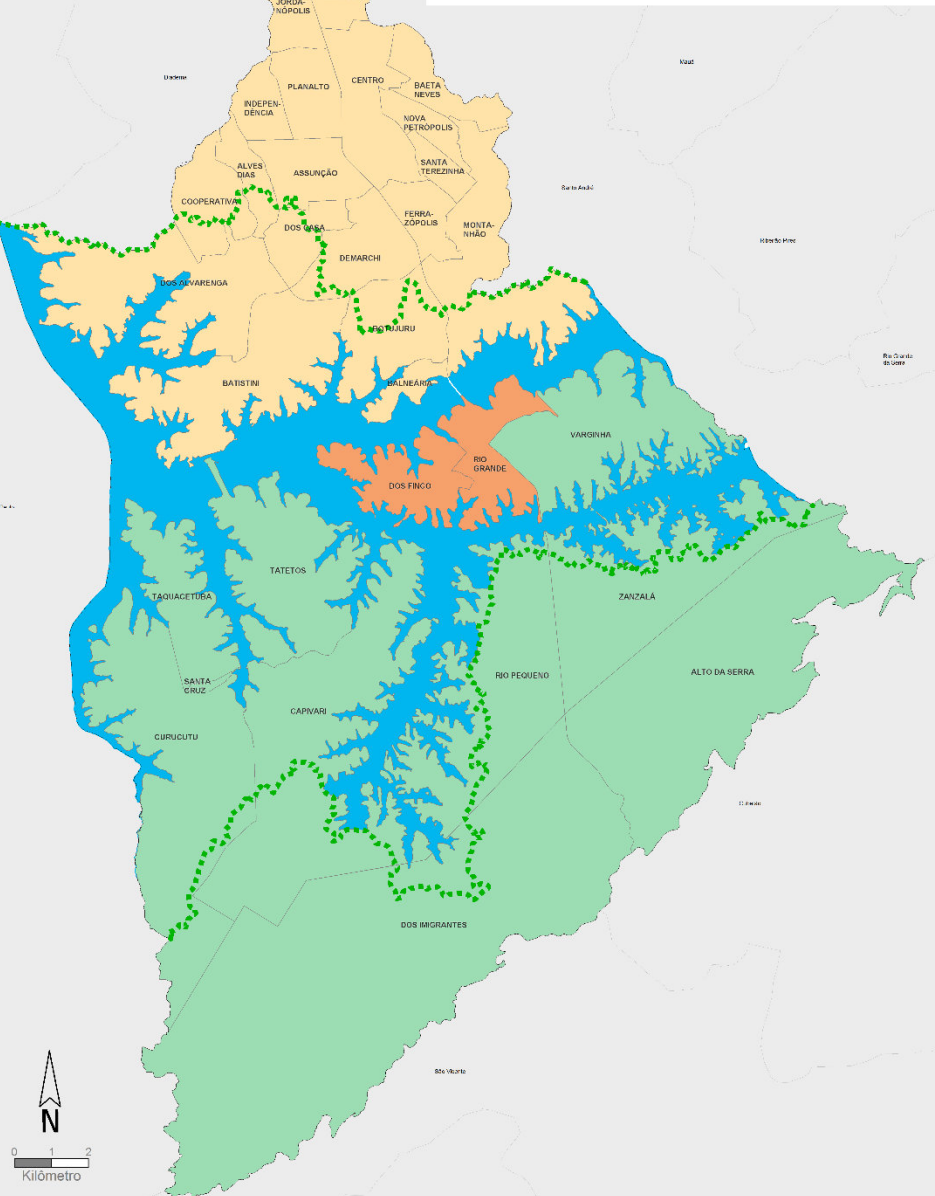 JORDA-
NÓPOLIS
Diadema
Mauá
PLANALTO
CENTRO
BAETA
NEVES
INDEPEN-
DÊNCIA
NOVA
PETRÓPOLIS
ALVES
DIAS
ASSUNÇÃO
SANTA
TEREZINHA
Santo André
COOPERATIVA
FERRA-
ZÓPOLIS
DOS CASA
MONTA-
NHÃO
Ribeirão Pires
DEMARCHI
DOS ALVARENGA
BOTUJURU
Rio Grande
da Serra
BATISTINI
BALNEÁRIA
VARGINHA
RIO
GRANDE
DOS FINCO
TATETOS
TAQUACETUBA
ZANZALÁ
SANTA
CRUZ
RIO PEQUENO
ALTO DA SERRA
CAPIVARI
CURUCUTU
DOS IMIGRANTES
São Vicente
N
0 1 2
Kilômetro